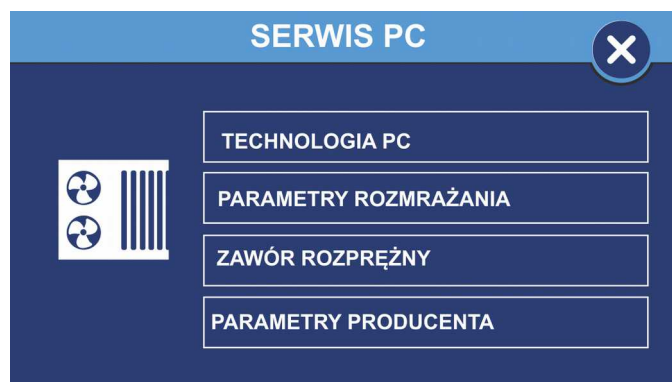 SERWIS PC
TECHNOLOGIA PC
PARAMETRY ROZMRAŻANIA
ZAWÓR ROZPRĘŻNY
PARAMETRY PRODUCENTA